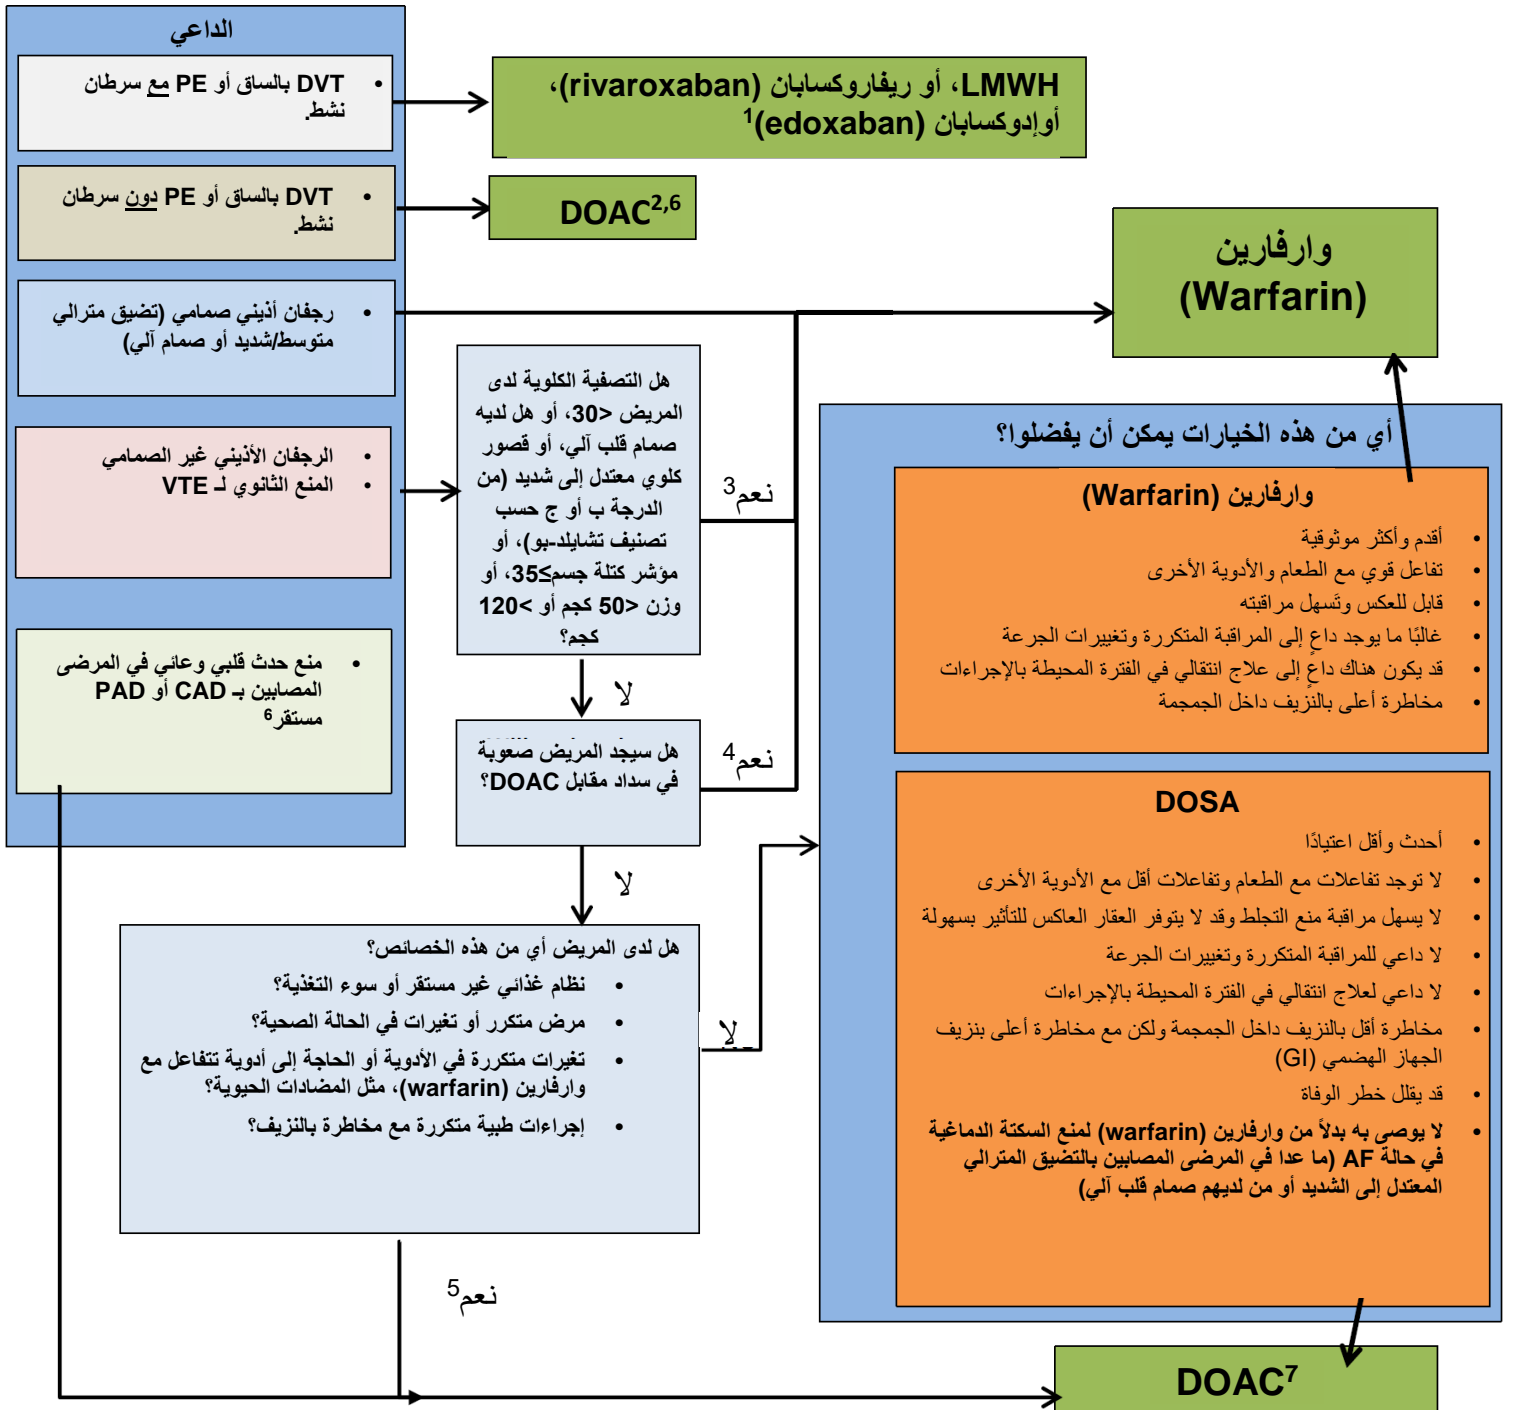 الداعي
• DVT بالساق أو PE مع سرطان
نشط.
LMWH، أو ريفاروكسابان (rivaroxaban)،
أوإدوكسابان (edoxaban)¹
• DVT بالساق أو PE دون سرطان
نشط.
DOAC²,⁶
• رجفان أذيني صمامي (تضيق مترالي
متوسط/شديد أو صمام آلي)
وارفارين
(Warfarin)
• الرجفان الأذيني غير الصمامي
• المنع الثانوي لـ VTE
هل التصفية الكلوية لدى
المريض <30، أو هل لديه
صمام قلب آلي، أو قصور
كلوي معتدل إلى شديد (من
الدرجة ب أو ج حسب
تصنيف تشايلد-بو)، أو
مؤشر كتلة جسم≥35، أو
وزن <50 كجم أو >120
كجم؟
نعم³
لا
• منع حدث قلبي وعائي في المرضى
المصابين بـ CAD أو PAD
مستقر⁶
هل سيجد المريض صعوبة
في سداد مقابل DOAC؟
نعم⁴
لا
هل لدى المريض أي من هذه الخصائص؟
• نظام غذائي غير مستقر أو سوء التغذية؟
• مرض متكرر أو تغيرات في الحالة الصحية؟
• تغيرات متكررة في الأدوية أو الحاجة إلى أدوية تتفاعل مع
وارفارين (warfarin)، مثل المضادات الحيوية؟
• إجراءات طبية متكررة مع مخاطرة بالنزيف؟
لا
نعم⁵
أي من هذه الخيارات يمكن أن يفضلوا؟
وارفارين (Warfarin)
• أقدم وأكثر موثوقية
• تفاعل قوي مع الطعام والأدوية الأخرى
• قابل للعكس وتَسهل مراقبته
• غالبًا ما يوجد داعٍ إلى المراقبة المتكررة وتغييرات الجرعة
• قد يكون هناك داعٍ إلى علاج انتقالي في الفترة المحيطة بالإجراءات
• مخاطرة أعلى بالنزيف داخل الجمجمة
DOSA
• أحدث وأقل اعتيادًا
• لا توجد تفاعلات مع الطعام وتفاعلات أقل مع الأدوية الأخرى
• لا يسهل مراقبة منع التجلط وقد لا يتوفر العقار العاكس للتأثير بسهولة
• لا داعي للمراقبة المتكررة وتغييرات الجرعة
• لا داعي لعلاج انتقالي في الفترة المحيطة بالإجراءات
• مخاطرة أقل بالنزيف داخل الجمجمة ولكن مع مخاطرة أعلى بنزيف
الجهاز الهضمي (GI)
• قد يقلل خطر الوفاة
• لا يوصى به بدلاً من وارفارين (warfarin) لمنع السكتة الدماغية
في حالة AF (ما عدا في المرضى المصابين بالتضيق المترالي
المعتدل إلى الشديد أو من لديهم صمام قلب آلي)
DOAC⁷